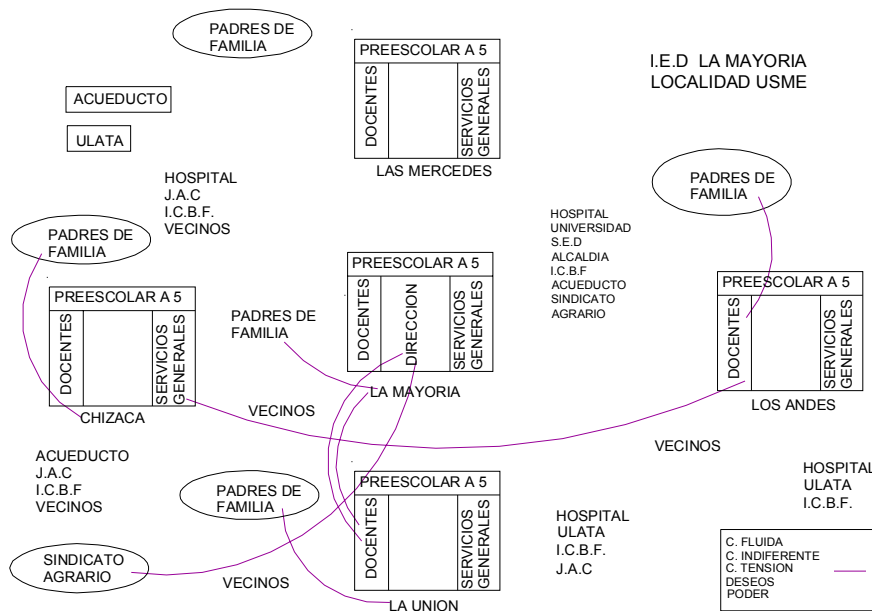 PADRES DE
FAMILIA
PREESCOLAR A 5
DOCENTES
SERVICIOS
GENERALES
LAS MERCEDES
I.E.D LA MAYORIA
LOCALIDAD USME
ACUEDUCTO
ULATA
HOSPITAL
J.A.C
I.C.B.F.
VECINOS
PADRES DE
FAMILIA
PADRES DE
FAMILIA
HOSPITAL
UNIVERSIDAD
S.E.D
ALCALDIA
I.C.B.F
ACUEDUCTO
SINDICATO
AGRARIO
PREESCOLAR A 5
DOCENTES
SERVICIOS
GENERALES
CHIZACA
PADRES DE
FAMILIA
PREESCOLAR A 5
DOCENTES
DIRECCION
SERVICIOS
GENERALES
LA MAYORIA
PREESCOLAR A 5
DOCENTES
SERVICIOS
GENERALES
LOS ANDES
VECINOS
VECINOS
ACUEDUCTO
J.A.C
I.C.B.F
VECINOS
PADRES DE
FAMILIA
PREESCOLAR A 5
DOCENTES
SERVICIOS
GENERALES
LA UNION
HOSPITAL
ULATA
I.C.B.F.
J.A.C
HOSPITAL
ULATA
I.C.B.F.
SINDICATO
AGRARIO
VECINOS
C. FLUIDA
C. INDIFERENTE
C. TENSION
DESEOS
PODER